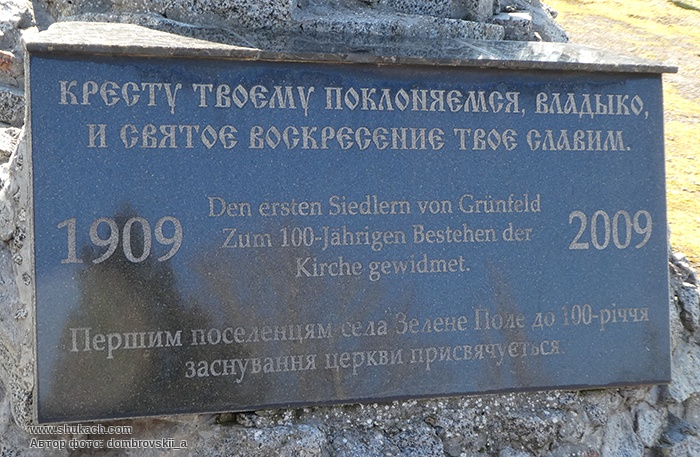 КРЕСТУ ТВОЕМУ ПОКЛОНЯЕМСЯ, ВЛАДЫКО,
И СВЯТОЕ ВОСКРЕСЕНИЕ ТВОЕ СЛАВИМ.
1909
Den ersten Siedlern von Grünfeld
Zum 100-Jährigen Bestehen der
Kirche gewidmet.
2009
Першим поселенцям села Зелене Поле до 100-річчя
заснування церкви присвячується.
www.shukach.com
Автор фото: dombrovskii_a